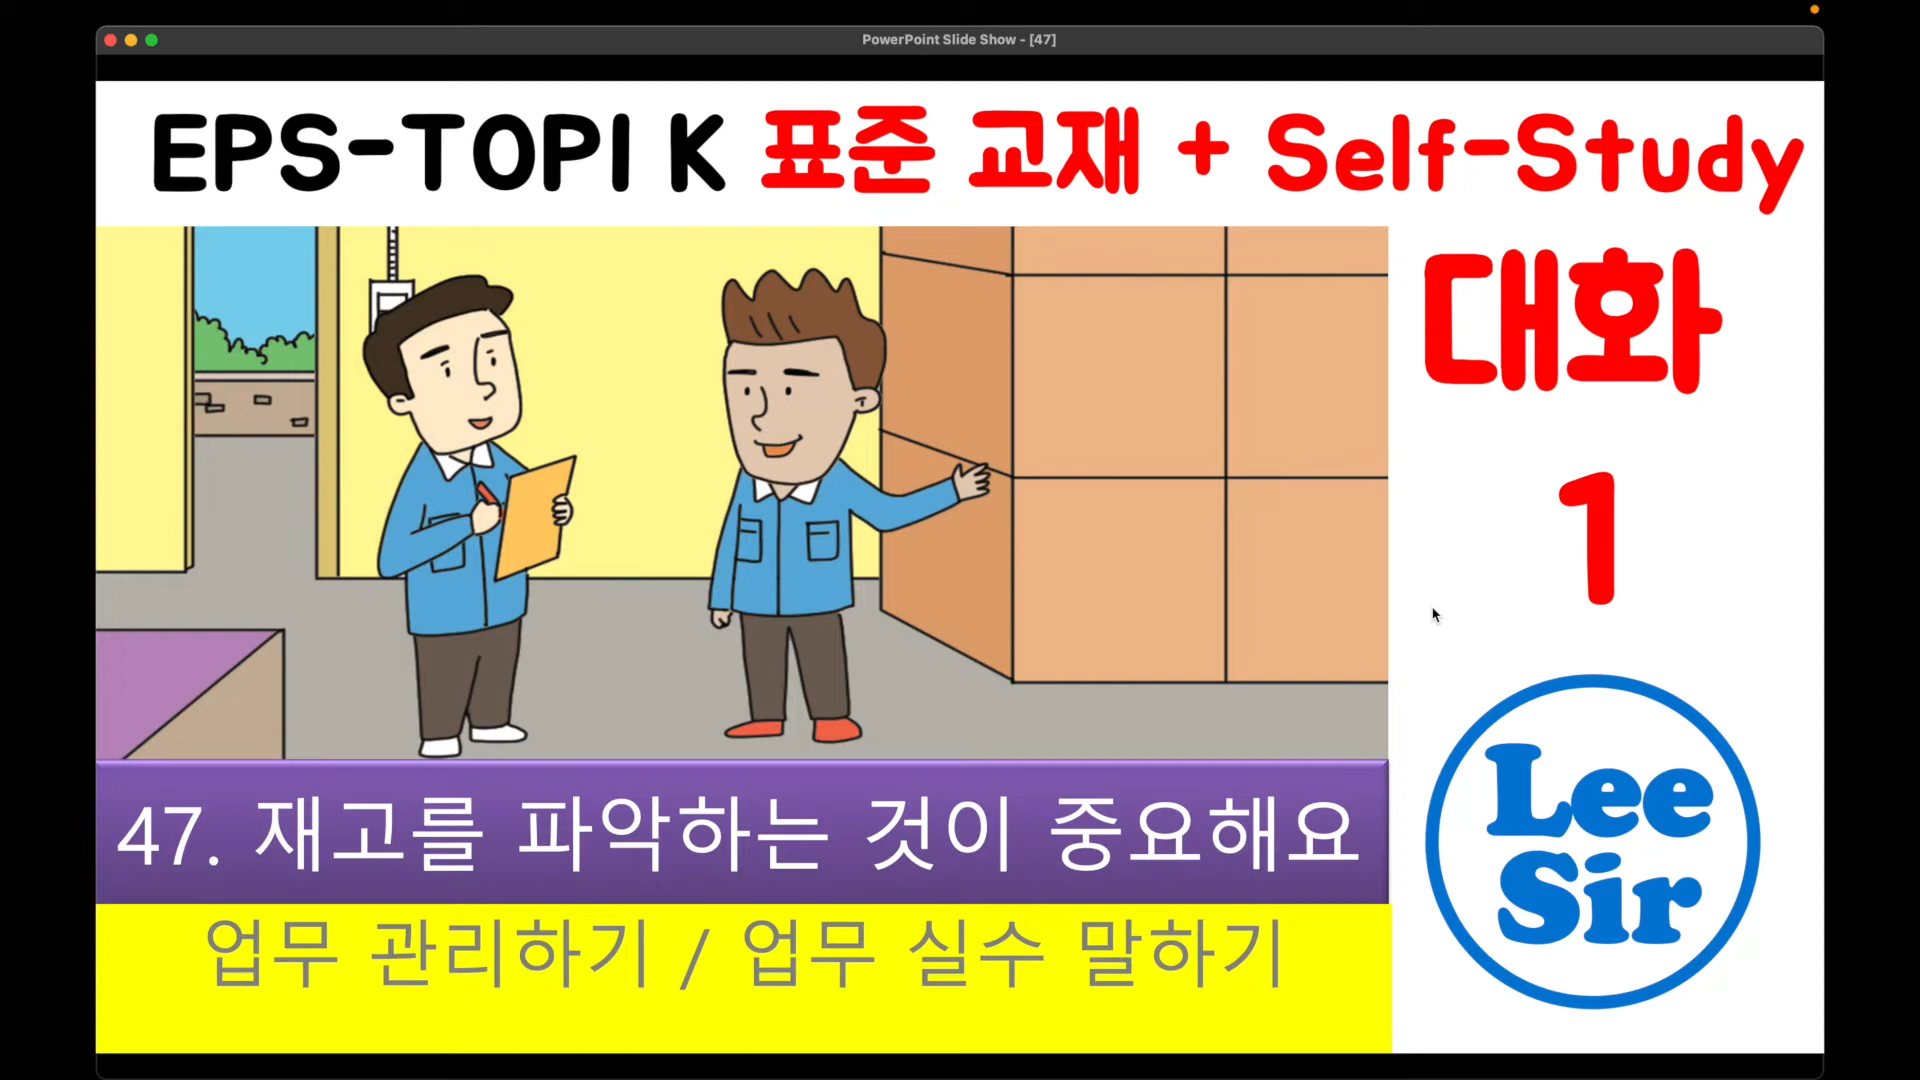 PowerPoint Slide Show - [47]
EPS-TOPI K 표준 교재 + Self-Study
대화
1
47. 재고를 파악하는 것이 중요해요
업무 관리하기 / 업무 실수 말하기
Lee
Sir